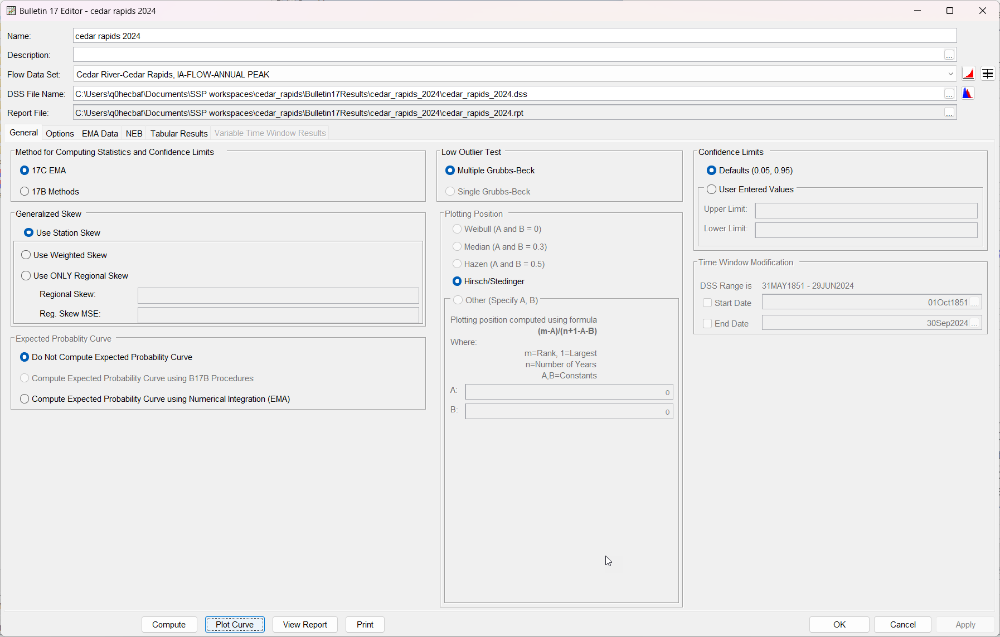 Bulletin 17 Editor - cedar rapids 2024
Name: cedar rapids 2024
Description:
...
Flow Data Set: Cedar River-Cedar Rapids, IA-FLOW-ANNUAL PEAK
DSS File Name: C:\Users\q0hecbaf\Documents\SSP workspaces\cedar_rapids\Bulletin17Results\cedar_rapids_2024\cedar_rapids_2024.dss ...
Report File: C:\Users\q0hecbaf\Documents\SSP workspaces\cedar_rapids\Bulletin17Results\cedar_rapids_2024\cedar_rapids_2024.rpt ...
General Options EMA Data NEB Tabular Results Variable Time Window Results
Method for Computing Statistics and Confidence Limits
17C EMA
17B Methods
Generalized Skew
Use Station Skew
Use Weighted Skew
Use ONLY Regional Skew
Regional Skew:
Reg. Skew MSE:
Expected Probablity Curve
Do Not Compute Expected Probability Curve
Compute Expected Probability Curve using B17B Procedures
Compute Expected Probability Curve using Numerical Integration (EMA)
Low Outlier Test
Multiple Grubbs-Beck
Single Grubbs-Beck
Plotting Position
Weibull (A and B = 0)
Median (A and B = 0.3)
Hazen (A and B = 0.5)
Hirsch/Stedinger
Other (Specify A, B)
Plotting position computed using formula
(m-A)/(n+1-A-B)
Where:
m=Rank, 1=Largest
n=Number of Years
A,B=Constants
A: 0
B: 0
Confidence Limits
Defaults (0.05, 0.95)
User Entered Values
Upper Limit:
Lower Limit:
Time Window Modification
DSS Range is 31MAY1851 - 29JUN2024
Start Date 01Oct1851 ...
End Date 30Sep2024 ...
Compute Plot Curve View Report Print OK Cancel Apply